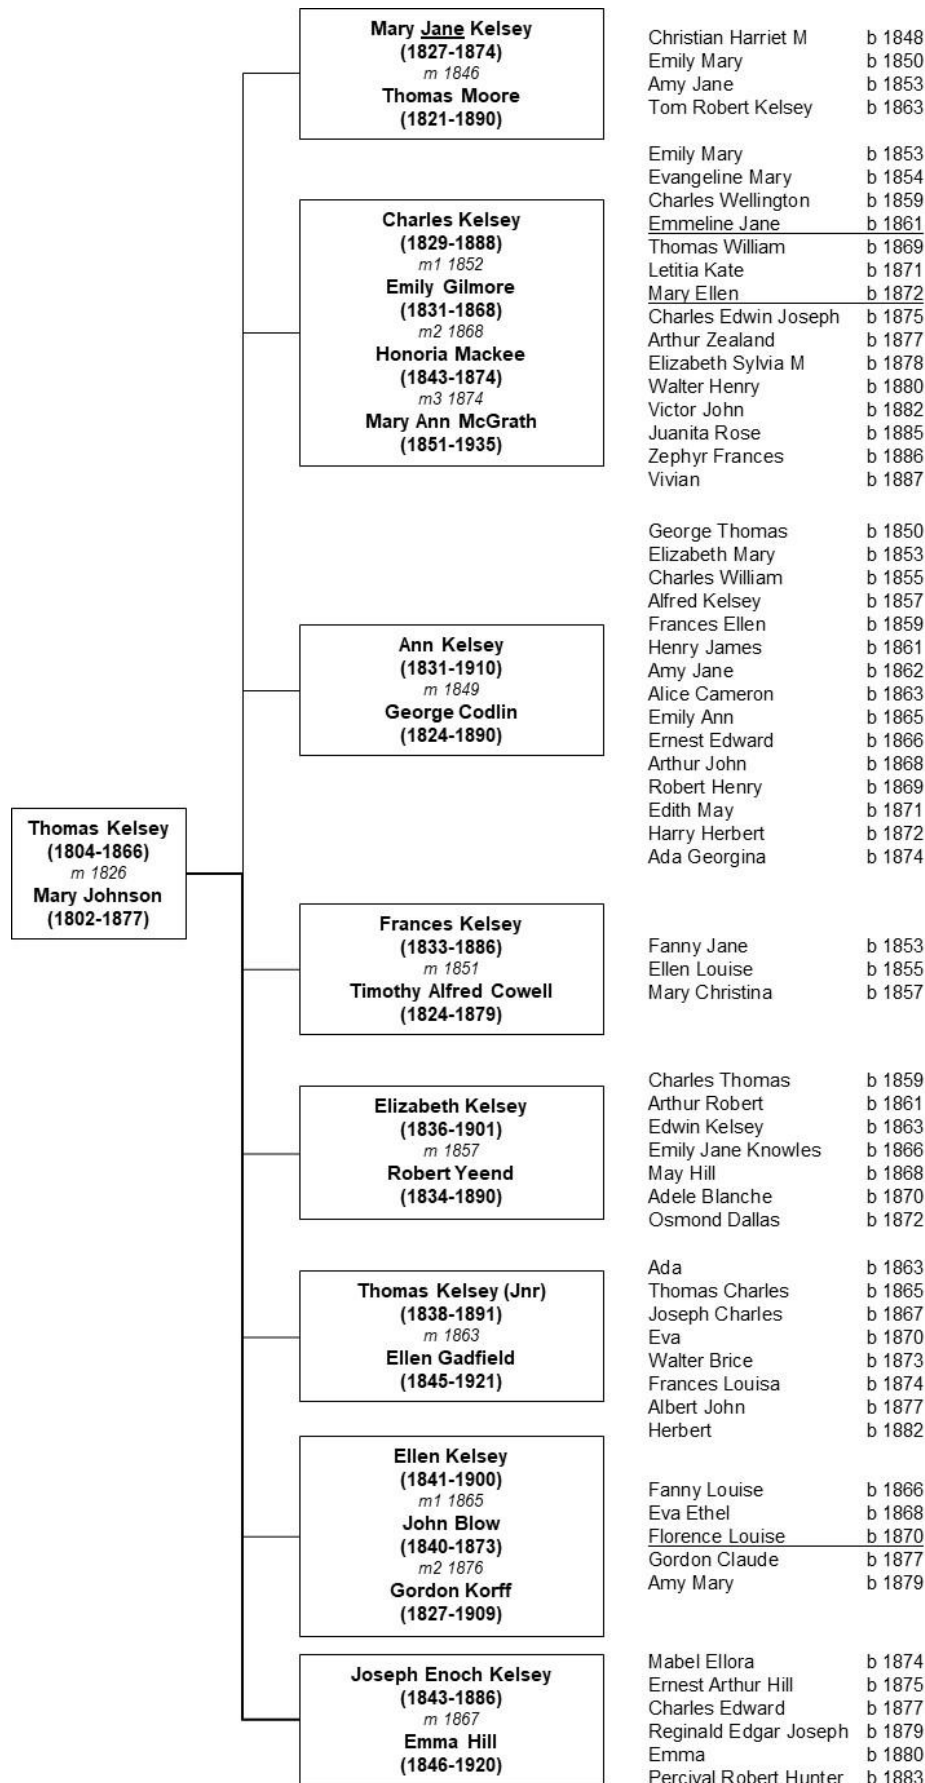 Mary Jane Kelsey
(1827-1874)
m 1846
Thomas Moore
(1821-1890)
Christian Harriet M b 1848
Emily Mary b 1850
Amy Jane b 1853
Tom Robert Kelsey b 1863
Charles Kelsey
(1829-1888)
m1 1852
Emily Gilmore
(1831-1868)
m2 1868
Honoria Mackee
(1843-1874)
m3 1874
Mary Ann McGrath
(1851-1935)
Emily Mary b 1853
Evangeline Mary b 1854
Charles Wellington b 1859
Emmeline Jane b 1861
Thomas William b 1869
Letitia Kate b 1871
Mary Ellen b 1872
Charles Edwin Joseph b 1875
Arthur Zealand b 1877
Elizabeth Sylvia M b 1878
Walter Henry b 1880
Victor John b 1882
Juanita Rose b 1885
Zephyr Frances b 1886
Vivian b 1887
Ann Kelsey
(1831-1910)
m 1849
George Codlin
(1824-1890)
George Thomas b 1850
Elizabeth Mary b 1853
Charles William b 1855
Alfred Kelsey b 1857
Frances Ellen b 1859
Henry James b 1861
Amy Jane b 1862
Alice Cameron b 1863
Emily Ann b 1865
Ernest Edward b 1866
Arthur John b 1868
Robert Henry b 1869
Edith May b 1871
Harry Herbert b 1872
Ada Georgina b 1874
Thomas Kelsey
(1804-1866)
m 1826
Mary Johnson
(1802-1877)
Frances Kelsey
(1833-1886)
m 1851
Timothy Alfred Cowell
(1824-1879)
Fanny Jane b 1853
Ellen Louise b 1855
Mary Christina b 1857
Elizabeth Kelsey
(1836-1901)
m 1857
Robert Yeend
(1834-1890)
Charles Thomas b 1859
Arthur Robert b 1861
Edwin Kelsey b 1863
Emily Jane Knowles b 1866
May Hill b 1868
Adele Blanche b 1870
Osmond Dallas b 1872
Thomas Kelsey (Jnr)
(1838-1891)
m 1863
Ellen Gadfield
(1845-1921)
Ada b 1863
Thomas Charles b 1865
Joseph Charles b 1867
Eva b 1870
Walter Brice b 1873
Frances Louisa b 1874
Albert John b 1877
Herbert b 1882
Ellen Kelsey
(1841-1900)
m1 1865
John Blow
(1840-1873)
m2 1876
Gordon Korff
(1827-1909)
Fanny Louise b 1866
Eva Ethel b 1868
Florence Louise b 1870
Gordon Claude b 1877
Amy Mary b 1879
Joseph Enoch Kelsey
(1843-1886)
m 1867
Emma Hill
(1846-1920)
Mabel Ellora b 1874
Ernest Arthur Hill b 1875
Charles Edward b 1877
Reginald Edgar Joseph b 1879
Emma b 1880
Percival Robert Hunter b 1883